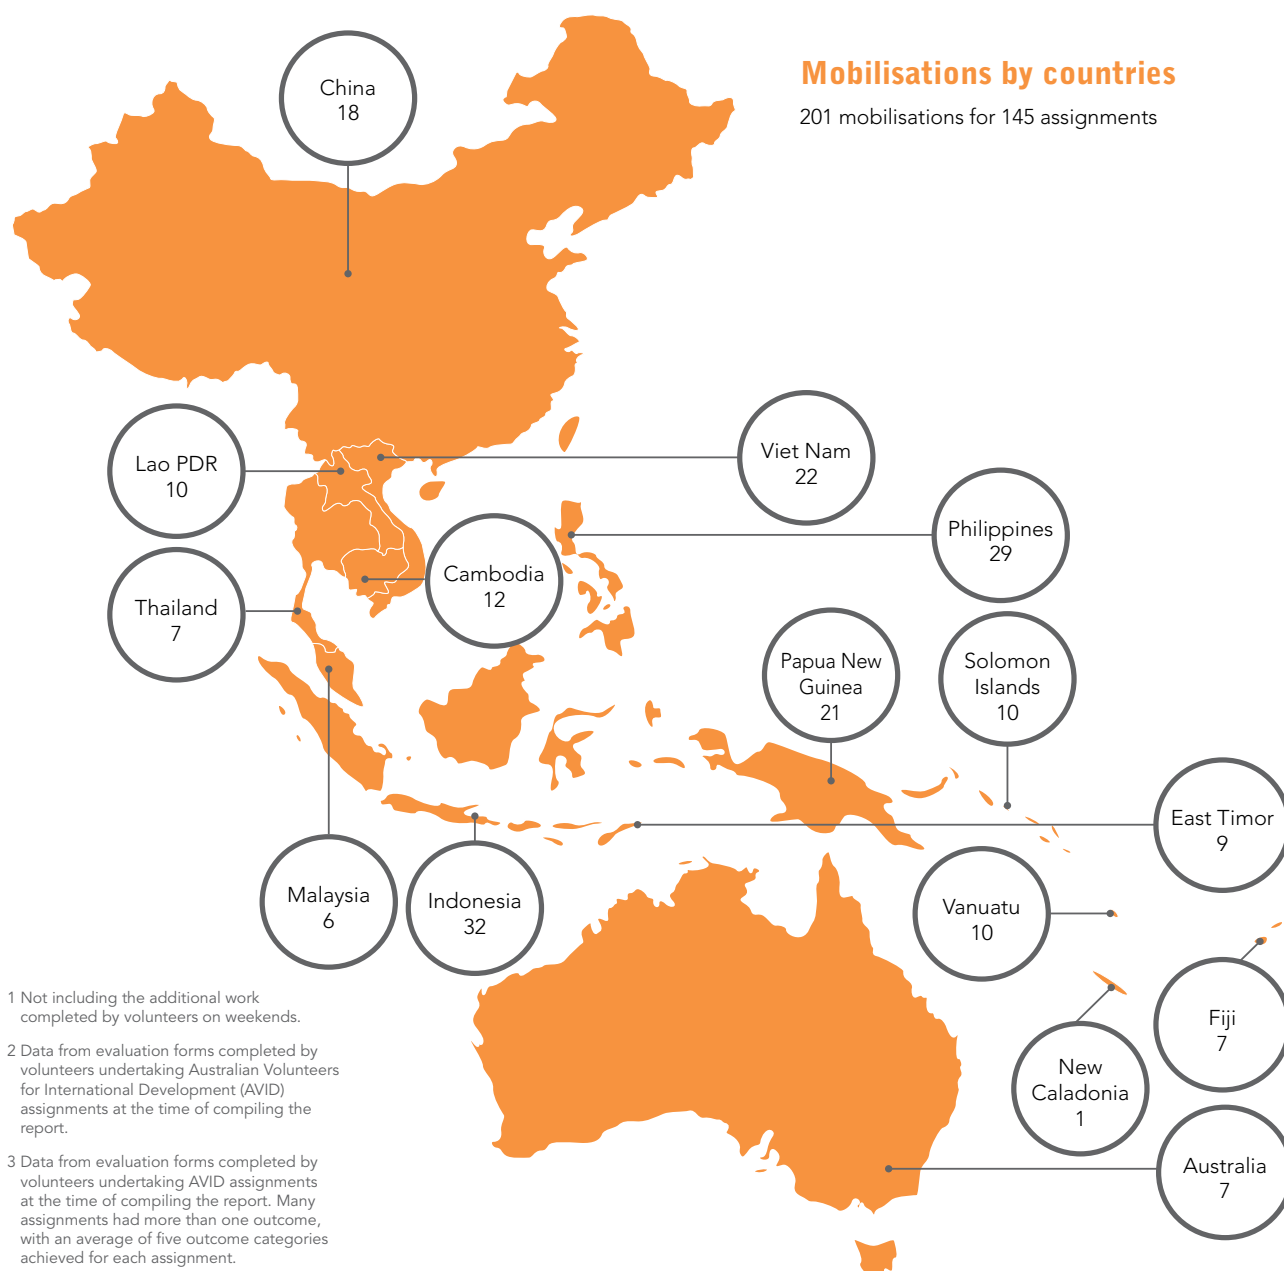 Mobilisations by countries
201 mobilisations for 145 assignments
China
18
Lao PDR
10
Viet Nam
22
Philippines
29
Cambodia
12
Thailand
7
Papua New
Guinea
21
Solomon
Islands
10
East Timor
9
Malaysia
6
Indonesia
32
Vanuatu
10
Fiji
7
New
Caladonia
1
Australia
7
1 Not including the additional work
completed by volunteers on weekends.
2 Data from evaluation forms completed by
volunteers undertaking Australian Volunteers
for International Development (AVID)
assignments at the time of compiling the
report.
3 Data from evaluation forms completed by
volunteers undertaking AVID assignments
at the time of compiling the report. Many
assignments had more than one outcome,
with an average of five outcome categories
achieved for each assignment.